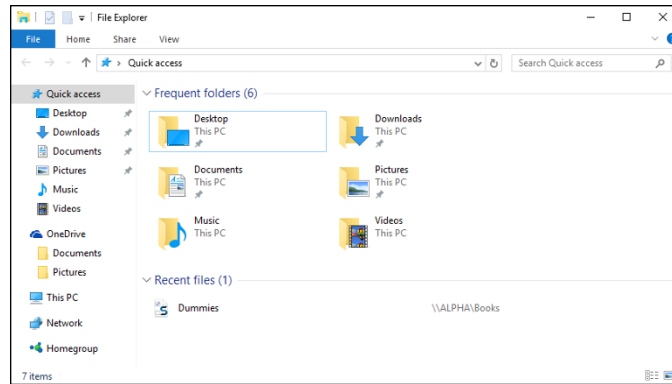 File Explorer
File Home Share View
Quick access
Search Quick access
Quick access
Desktop
Downloads
Documents
Pictures
Music
Videos
OneDrive
Documents
Pictures
This PC
Network
Homegroup
Frequent folders (6)
Desktop
This PC
Downloads
This PC
Documents
This PC
Pictures
This PC
Music
This PC
Videos
This PC
Recent files (1)
Dummies \\ALPHA\Books
7 items